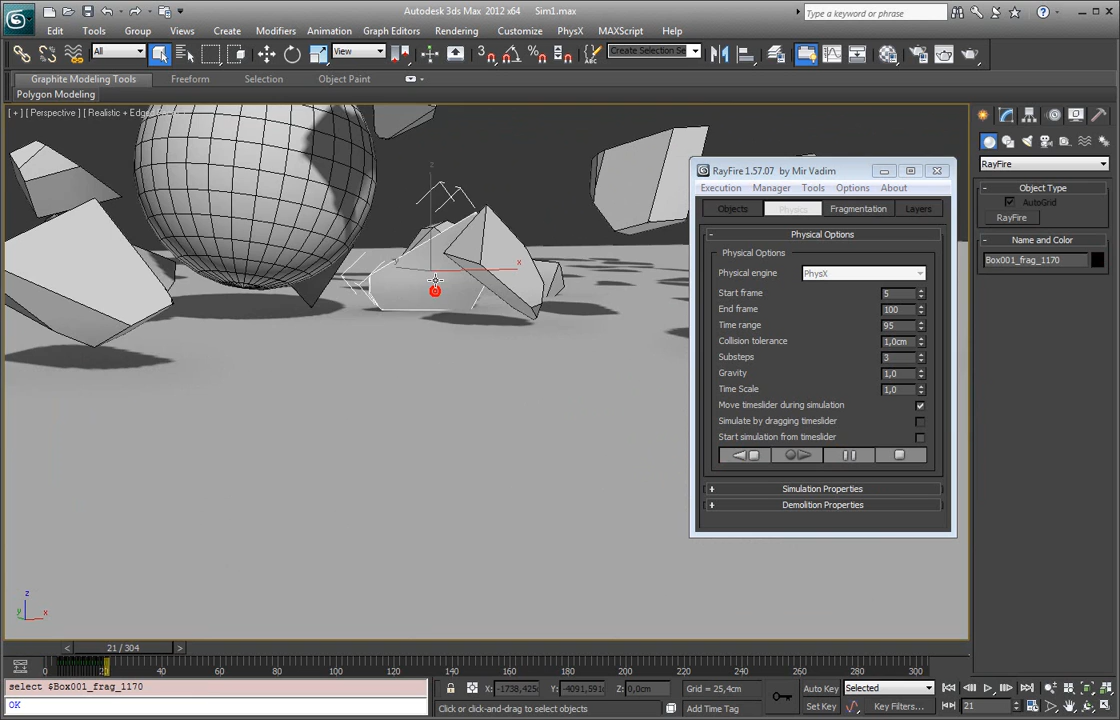 Autodesk 3ds Max 2012 x64 Sim1.max
Type a keyword or phrase
Edit Tools Group Views Create Modifiers Animation Graph Editors Rendering Customize PhysX MAXScript Help
All
View
3
Create Selection Se
Graphite Modeling Tools Freeform Selection Object Paint
Polygon Modeling
[ + ] [ Perspective ] [ Realistic + Edg
z
x
RayFire 1.57.07 by Mir Vadim
Execution Manager Tools Options About
Objects Physics Fragmentation Layers
- Physical Options
Physical Options
Physical engine PhysX
Start frame 5
End frame 100
Time range 95
Collision tolerance 1,0cm
Substeps 3
Gravity 1,0
Time Scale 1,0
Move timeslider during simulation
Simulate by dragging timeslider
Start simulation from timeslider
+ Simulation Properties
+ Demolition Properties
RayFire
- Object Type
AutoGrid
RayFire
- Name and Color
Box001_frag_1170
z
y
x
< 21 / 304 >
0 20 40 60 80 100 120 140 160 180 200 220 240 260 280 300
select $Box001_frag_1170
OK
X: -1738,425 Y: -4091,591 Z: 0,0cm Grid = 25,4cm
Click or click-and-drag to select objects
Add Time Tag
Auto Key Selected
Set Key Key Filters...
21